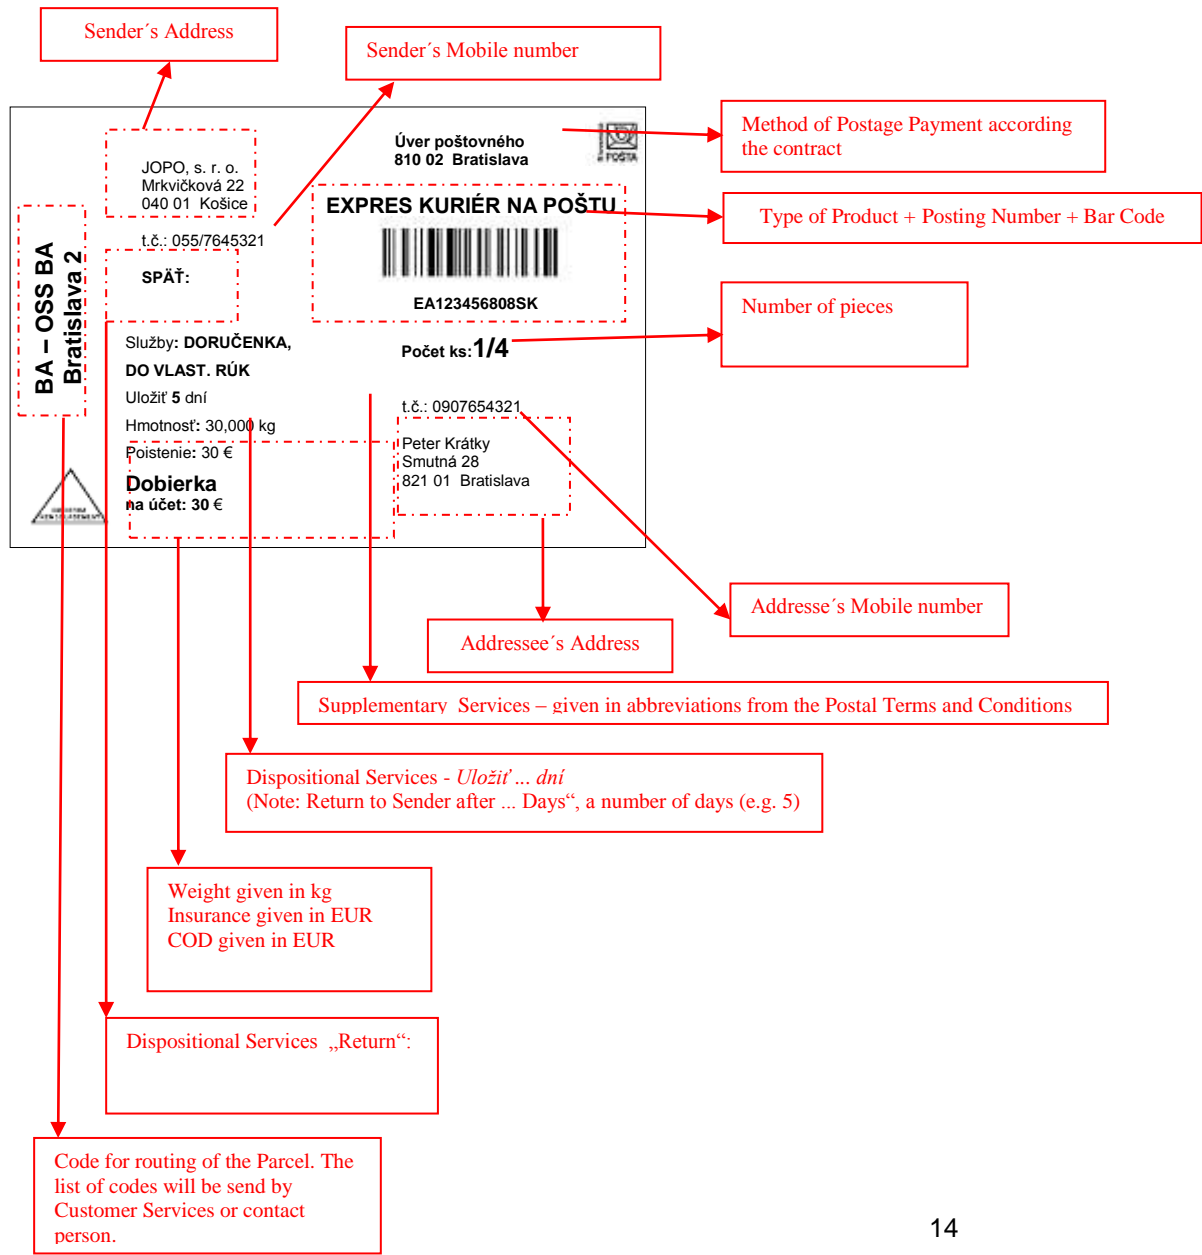 Sender´s Address
Sender´s Mobile number
Method of Postage Payment according
the contract
Type of Product + Posting Number + Bar Code
Number of pieces
JOPO, s. r. o.
Mrkvičková 22
040 01  Košice
t.č.: 055/7645321
SPÄŤ:
Úver poštovného
810 02  Bratislava
POŠTA
EXPRES KURIÉR NA POŠTU
EA123456808SK
BA – OSS BA
Bratislava 2
Služby: DORUČENKA,
DO VLAST. RÚK
Uložiť 5 dní
Hmotnosť: 30,000 kg
Poistenie: 30 €
Dobierka
na účet: 30 €
Počet ks:1/4
t.č.: 0907654321
Peter Krátky
Smutná 28
821 01  Bratislava
Addresse´s Mobile number
Addressee´s Address
Supplementary  Services – given in abbreviations from the Postal Terms and Conditions
Dispositional Services - Uložiť ... dní
(Note: Return to Sender after ... Days“, a number of days (e.g. 5)
Weight given in kg
Insurance given in EUR
COD given in EUR
Dispositional Services  „Return“:
Code for routing of the Parcel. The
list of codes will be send by
Customer Services or contact
person.
14